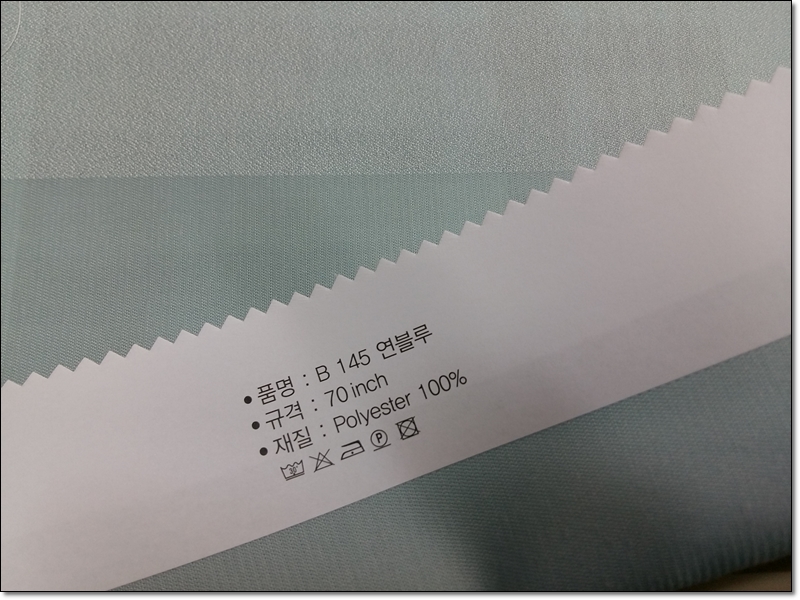 • 품명 : B 145 연블루
• 규격 : 70 inch
• 재질 : Polyester 100%
P